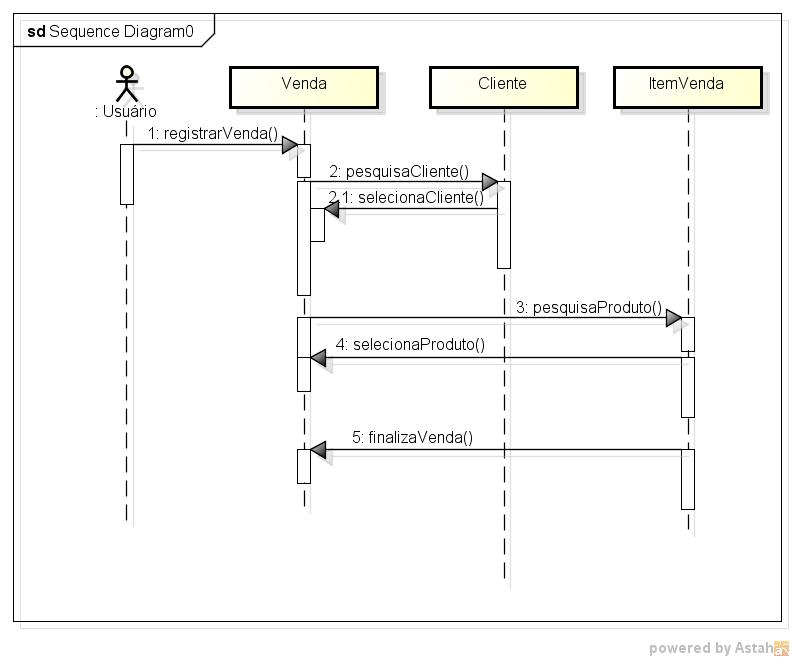 sd Sequence Diagram0
: Usuário
Venda
Cliente
ItemVenda
1: registrarVenda()
2: pesquisaCliente()
2.1: selecionaCliente()
3: pesquisaProduto()
4: selecionaProduto()
5: finalizaVenda()
powered by Astah